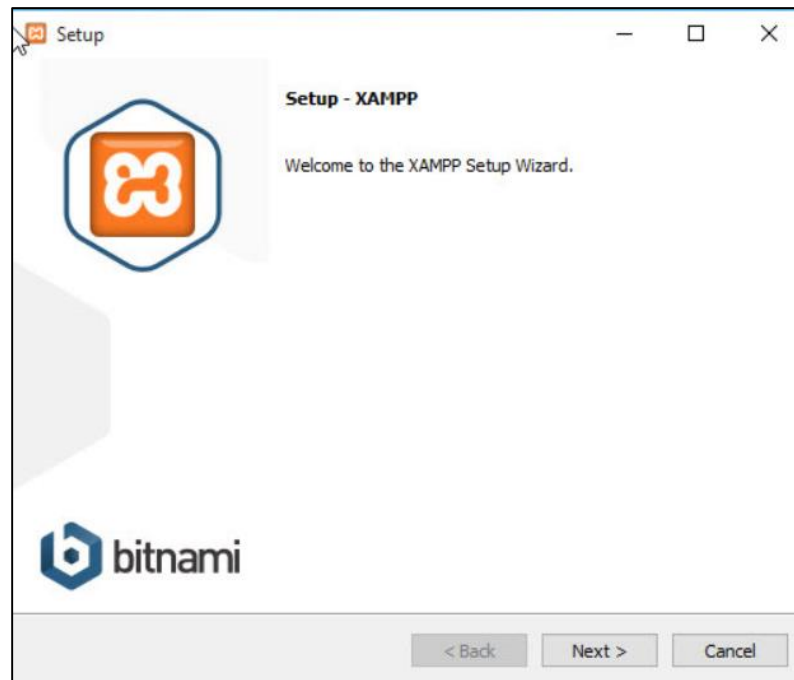 Setup
Setup - XAMPP
Welcome to the XAMPP Setup Wizard.
bitnami
< Back
Next >
Cancel